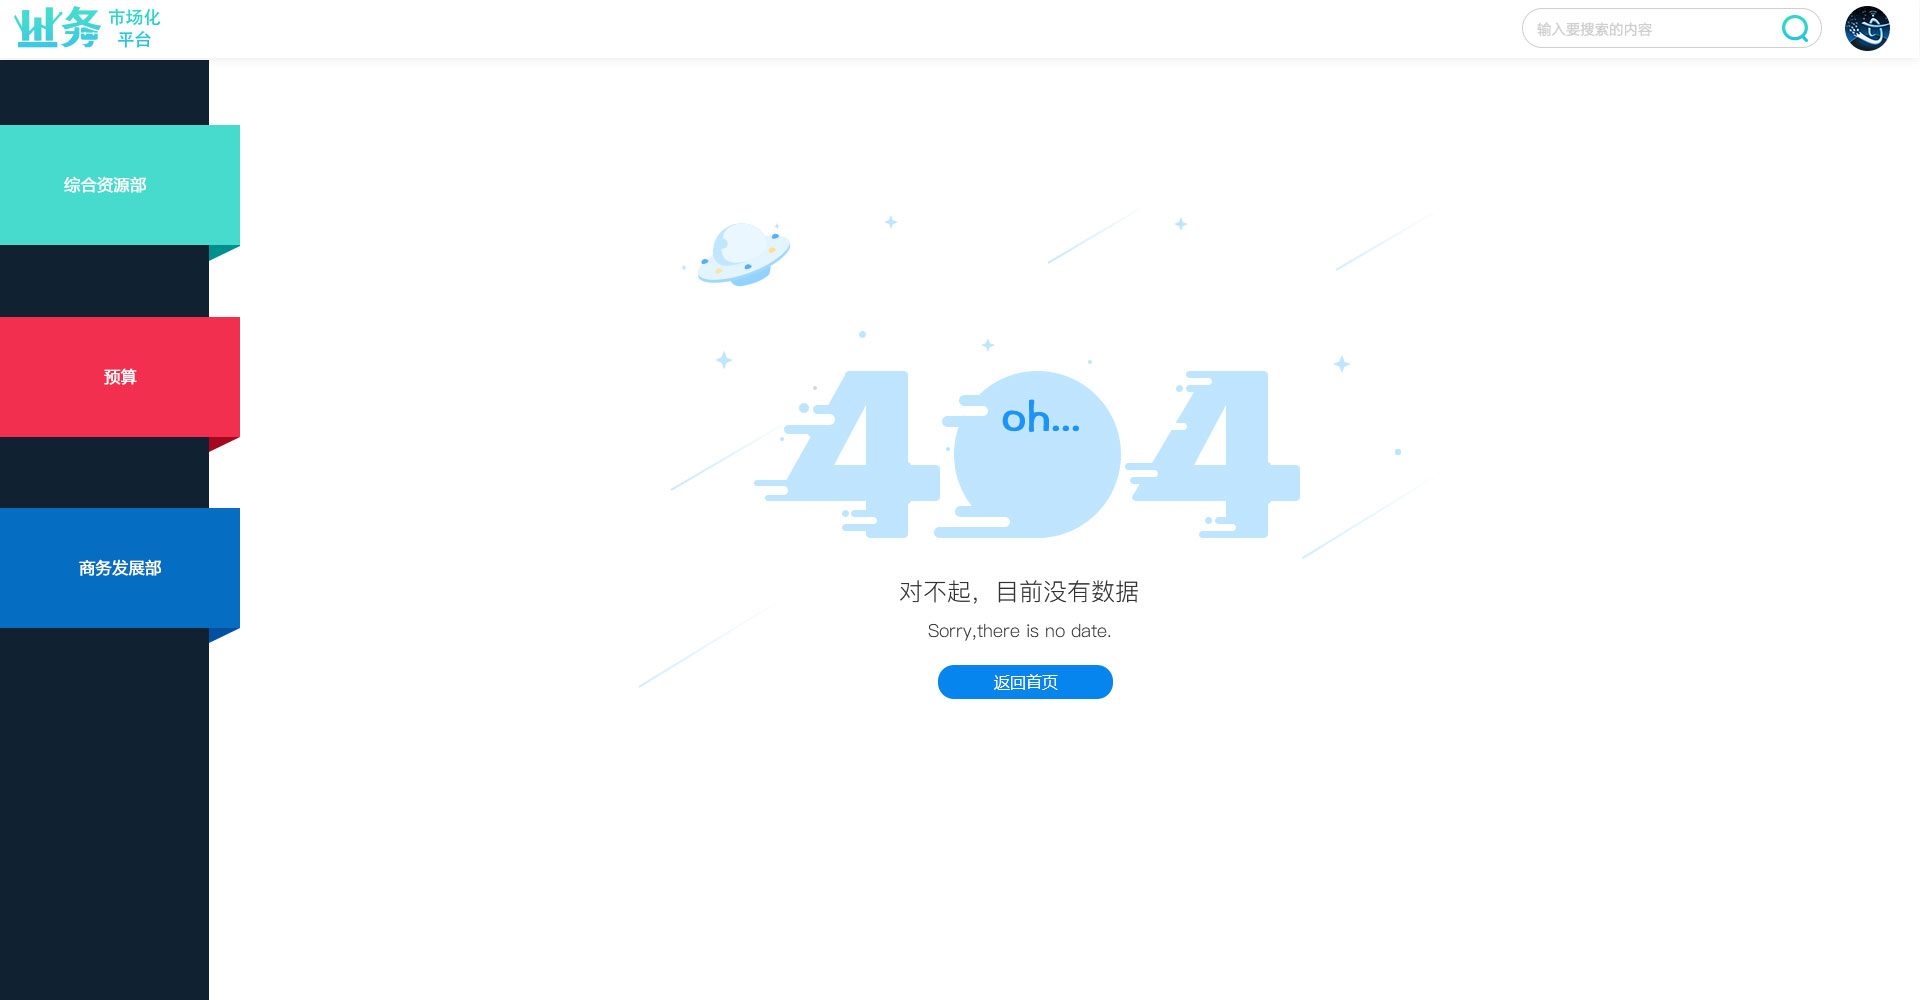 业务 市场化
平台
输入要搜索的内容
综合资源部
预算
商务发展部
404
oh...
对不起，目前没有数据
Sorry,there is no date.
返回首页